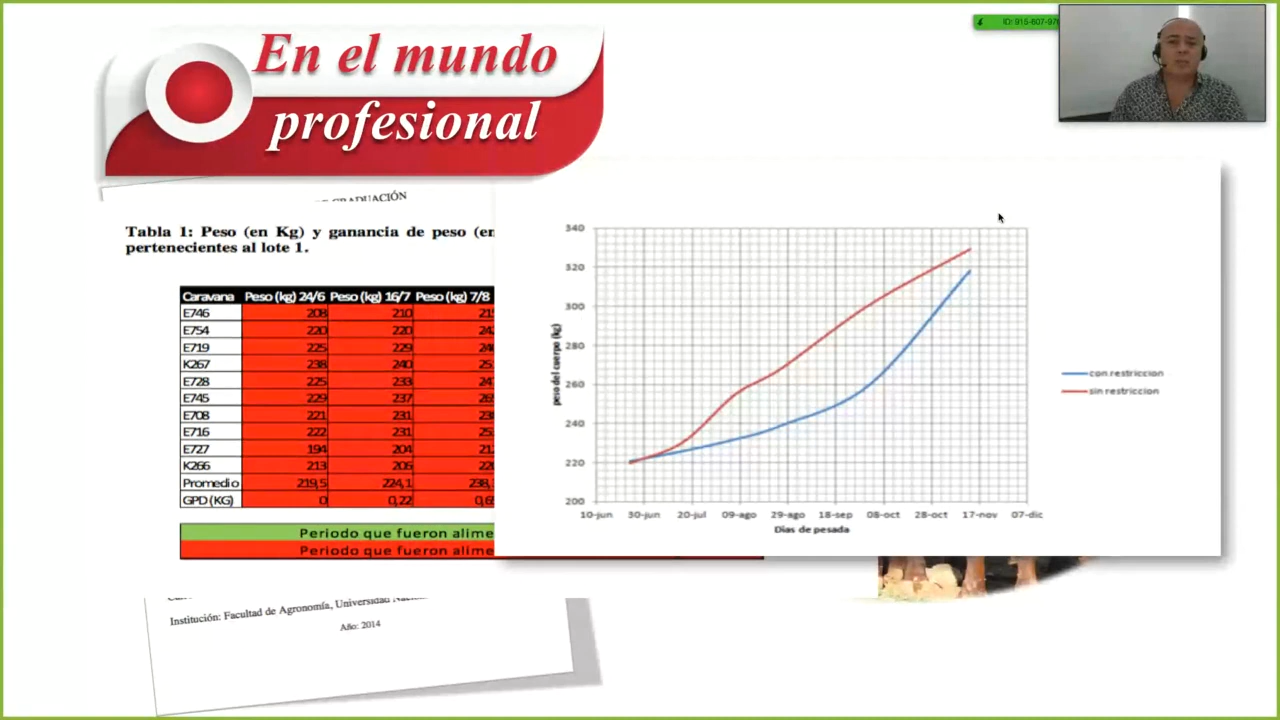 En el mundo
profesional
ID: 915-607-97
GRADUACIÓN
Tabla 1: Peso (en Kg) y ganancia de peso (en
pertenecientes al lote 1.
Caravana Peso (kg) 24/6 Peso (kg) 16/7 Peso (kg) 7/8
E746 208 210
E754 220 220
E719 225 229
K267 238 240
E728 225 233
E745 229 237
E708 221 231
E716 222 231
E727 194 204
K266 213 206
Promedio 219,5 224,1 238,
GPD (KG) 0 0,22
Periodo que fueron alime
Periodo que fueron alime
Institución: Facultad de Agronomía, Universidad
Año: 2014
peso del cuerpo (kg)
340
320
300
280
260
240
220
200
10-jun 30-jun 20-jul 09-ago 29-ago 18-sep 08-oct 28-oct 17-nov 07-dic
Dias de pesada
con restriccion
sin restriccion